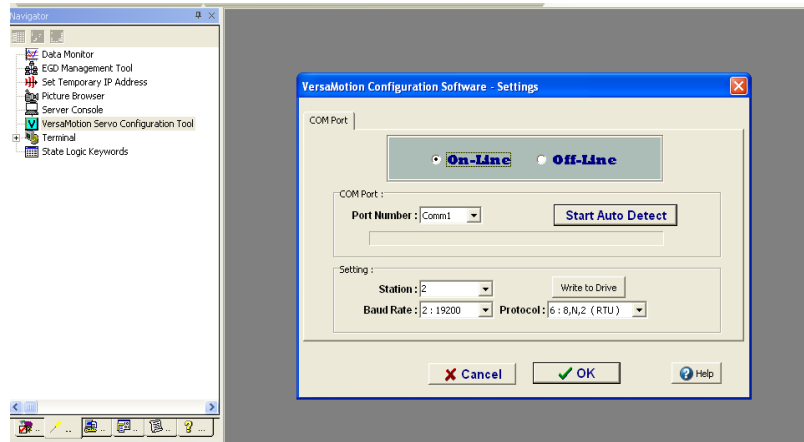 Navigator
Data Monitor
EGD Management Tool
Set Temporary IP Address
Picture Browser
Server Console
VersaMotion Servo Configuration Tool
Terminal
State Logic Keywords
VersaMotion Configuration Software - Settings
COM Port
On-Line Off-Line
COM Port :
Port Number : Comm1 Start Auto Detect
Setting :
Station : 2 Write to Drive
Baud Rate : 2 : 19200 Protocol : 6 : 8,N,2 ( RTU )
Cancel OK Help